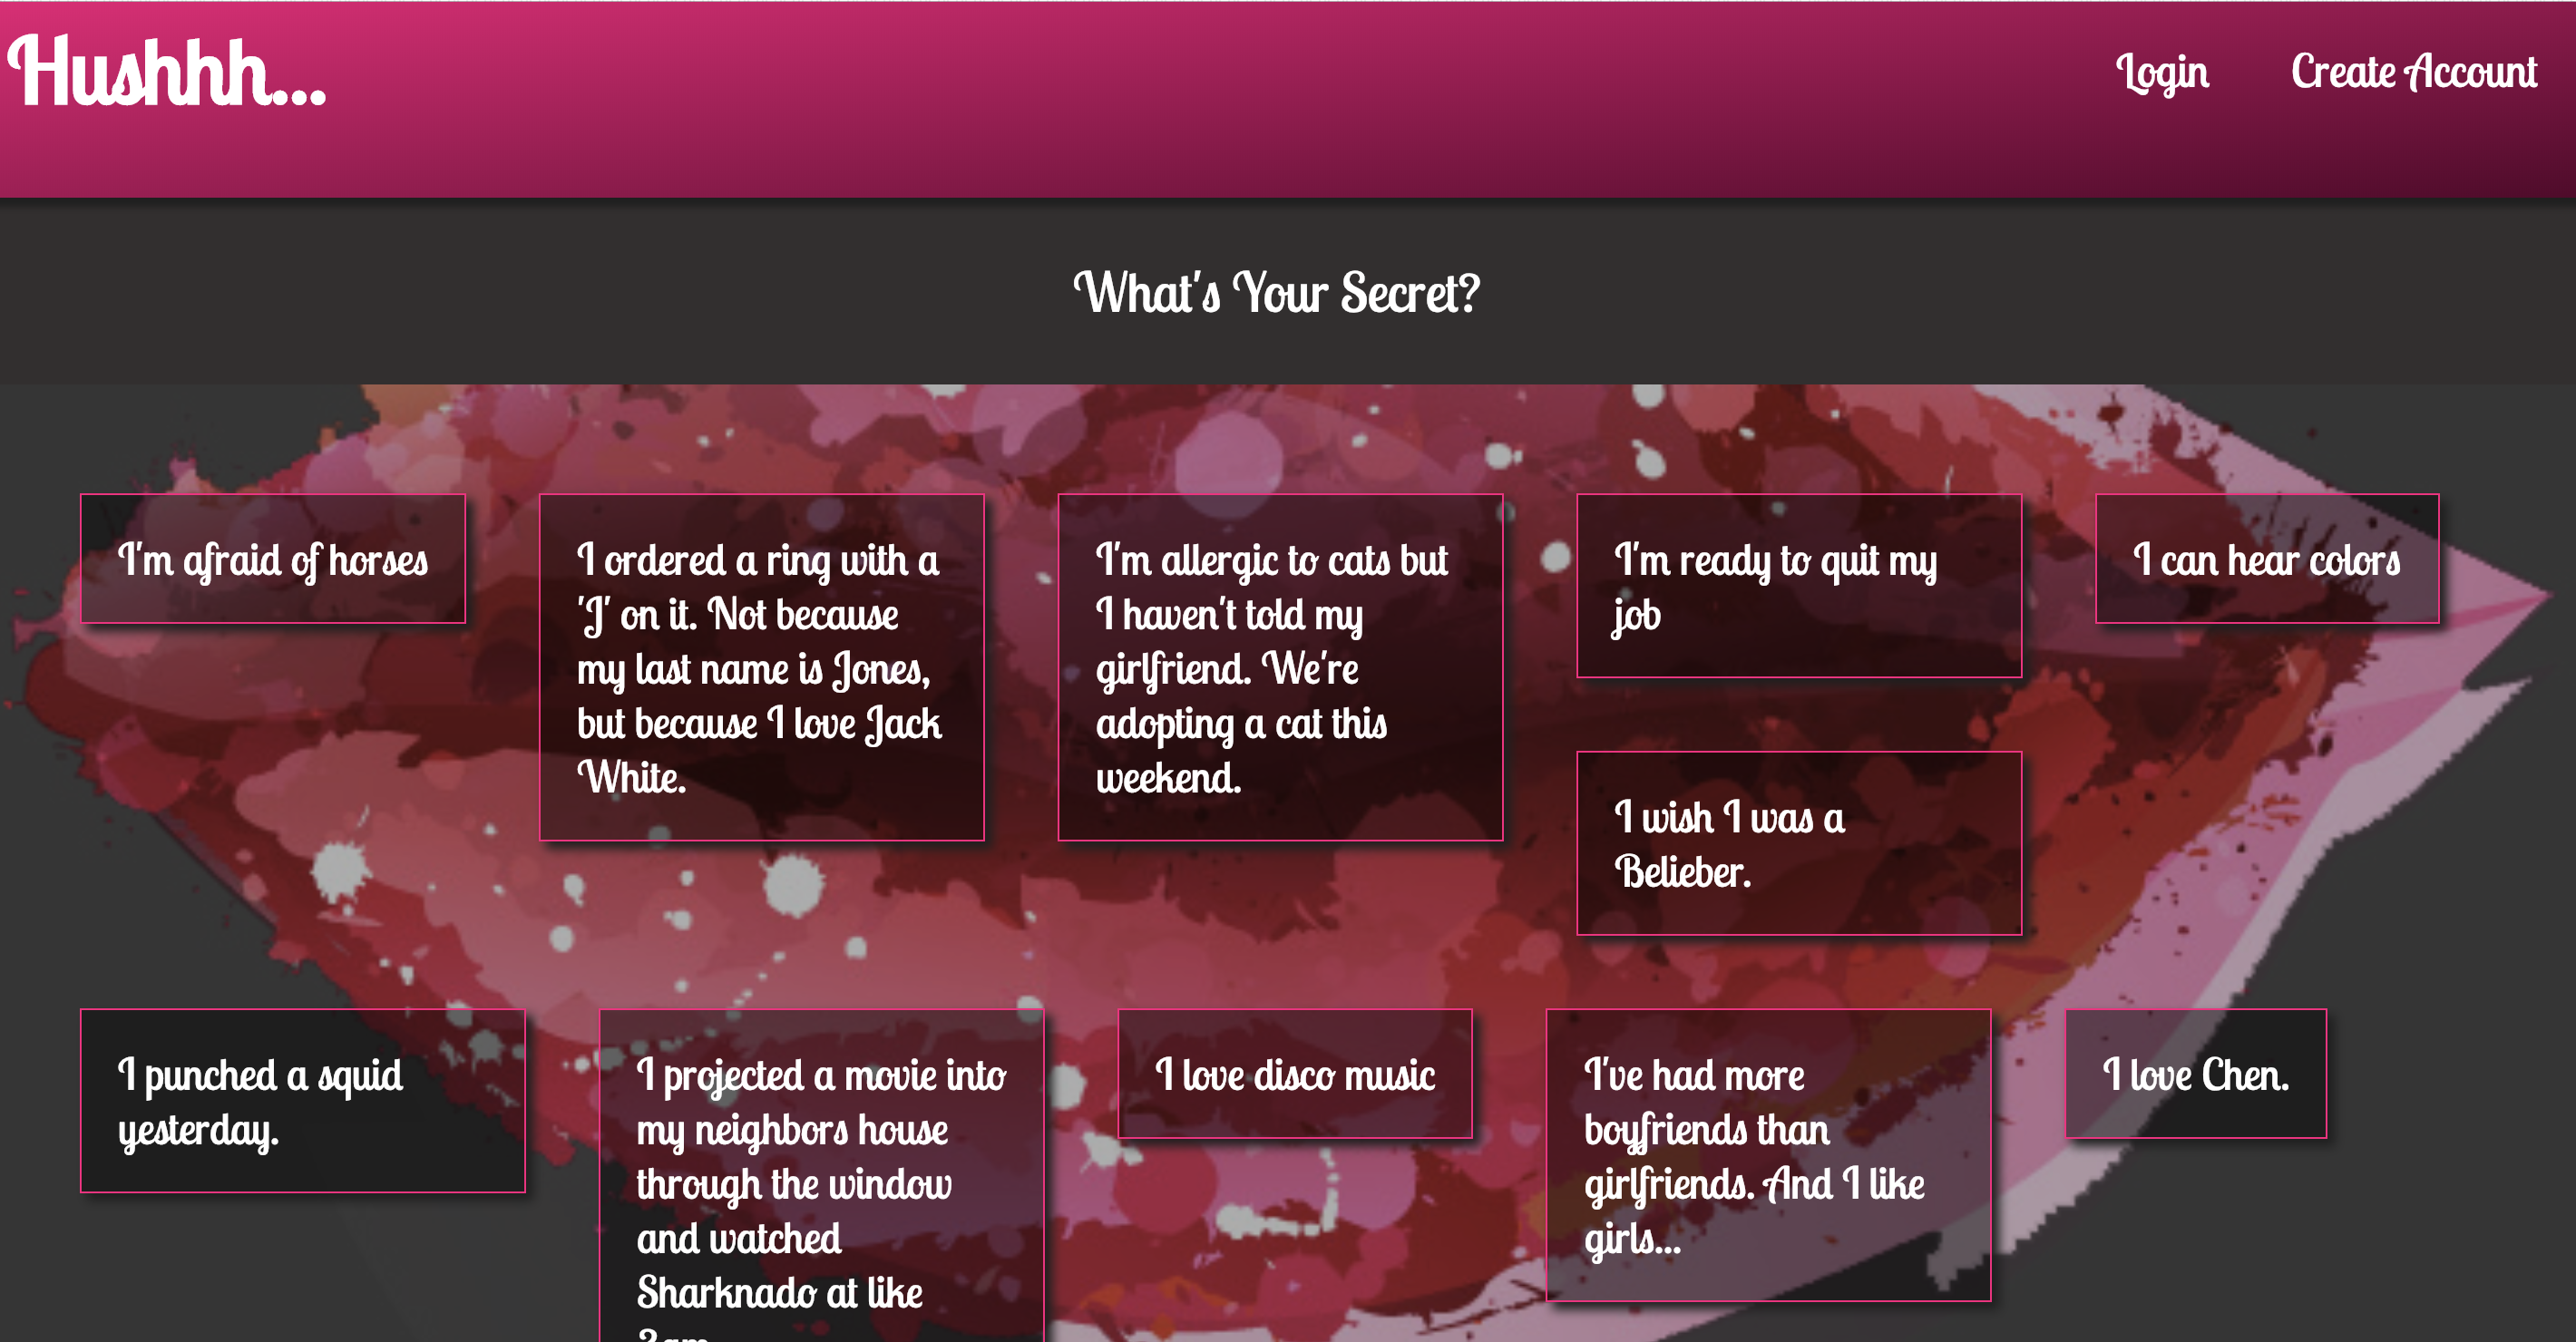 Hushhh...
Login
Create Account
What's Your Secret?
I'm afraid of horses
I ordered a ring with a
'J' on it. Not because
my last name is Jones,
but because I love Jack
White.
I'm allergic to cats but
I haven't told my
girlfriend. We're
adopting a cat this
weekend.
I'm ready to quit my
job
I can hear colors
I wish I was a
Belieber.
I punched a squid
yesterday.
I projected a movie into
my neighbors house
through the window
and watched
Sharknado at like
I love disco music
I've had more
boyfriends than
girlfriends. And I like
girls...
I love Chen.